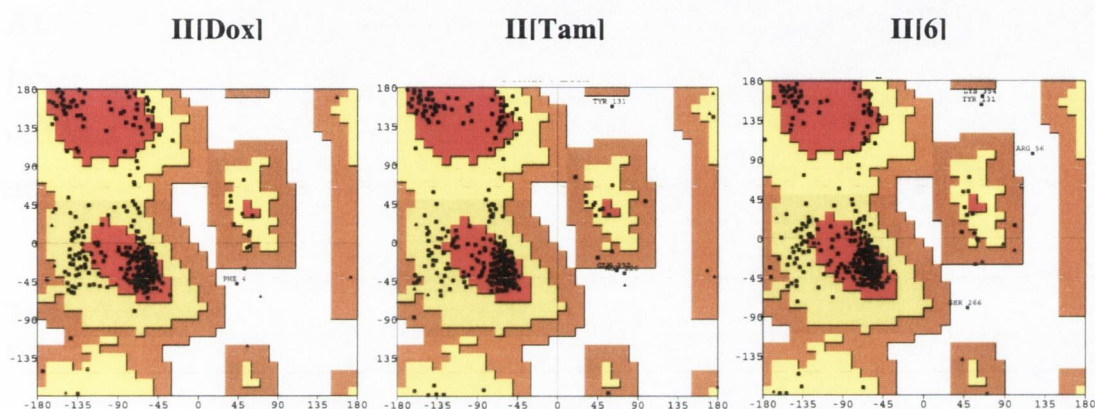 II[Dox] II[Tam] II[6]
180 180 180
TYR 131
LYS 394
TYR 131
135 135 135
ARG 56
90 90 90
45 45 45
0 0 0
-45 -45 -45
PHE 4
SER 266
-90 -90 -90
-135 -135 -135
-180 -135 -90 -45 0 45 90 135 180 -180 -135 -90 -45 0 45 90 135 180 -180 -135 -90 -45 0 45 90 135 180